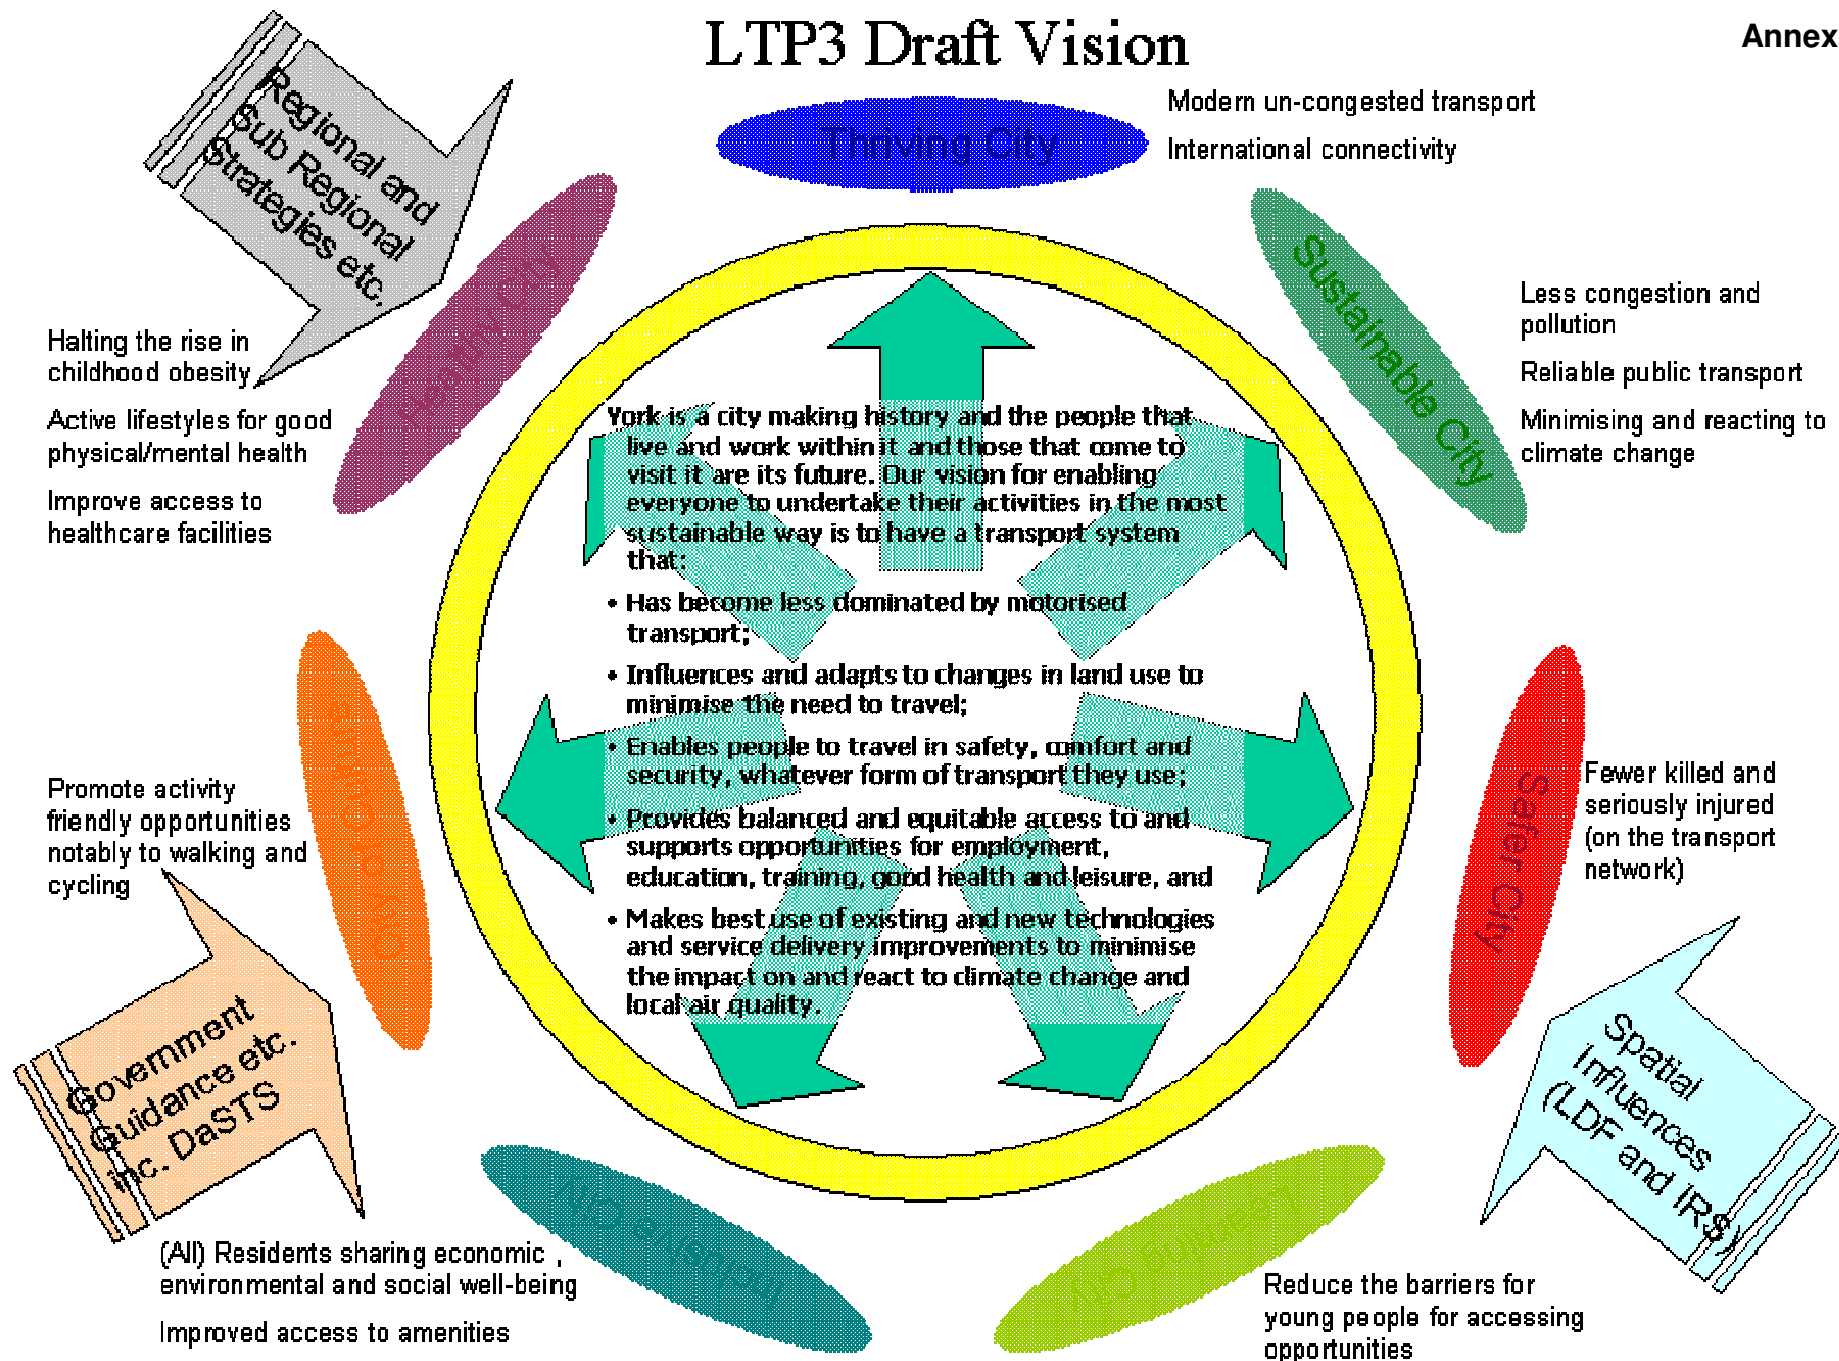 LTP3 Draft Vision
Annex
Thriving City
Modern un-congested transport
International connectivity
Regional and
Sub Regional
Strategies etc.
Healthy City
Sustainable City
Less congestion and
pollution
Reliable public transport
Minimising and reacting to
climate change
Halting the rise in
childhood obesity
Active lifestyles for good
physical/mental health
Improve access to
healthcare facilities
York is a city making history and the people that
live and work within it and those that come to
visit it are its future. Our vision for enabling
everyone to undertake their activities in the most
sustainable way is to have a transport system
that:
• Has become less dominated by motorised
transport;
• Influences and adapts to changes in land use to
minimise the need to travel;
• Enables people to travel in safety, comfort and
security, whatever form of transport they use;
• Provides balanced and equitable access to and
supports opportunities for employment,
education, training, good health and leisure, and
• Makes best use of existing and new technologies
and service delivery improvements to minimise
the impact on and react to climate change and
local air quality.
Safer City
Fewer killed and
seriously injured
(on the transport
network)
Promote activity
friendly opportunities
notably to walking and
cycling
Government
Guidance etc.
inc. DaSTS
Spatial
Influences
(LDF and IRS)
Inclusive City
Learning City
(All) Residents sharing economic ,
environmental and social well-being
Improved access to amenities
Reduce the barriers for
young people for accessing
opportunities